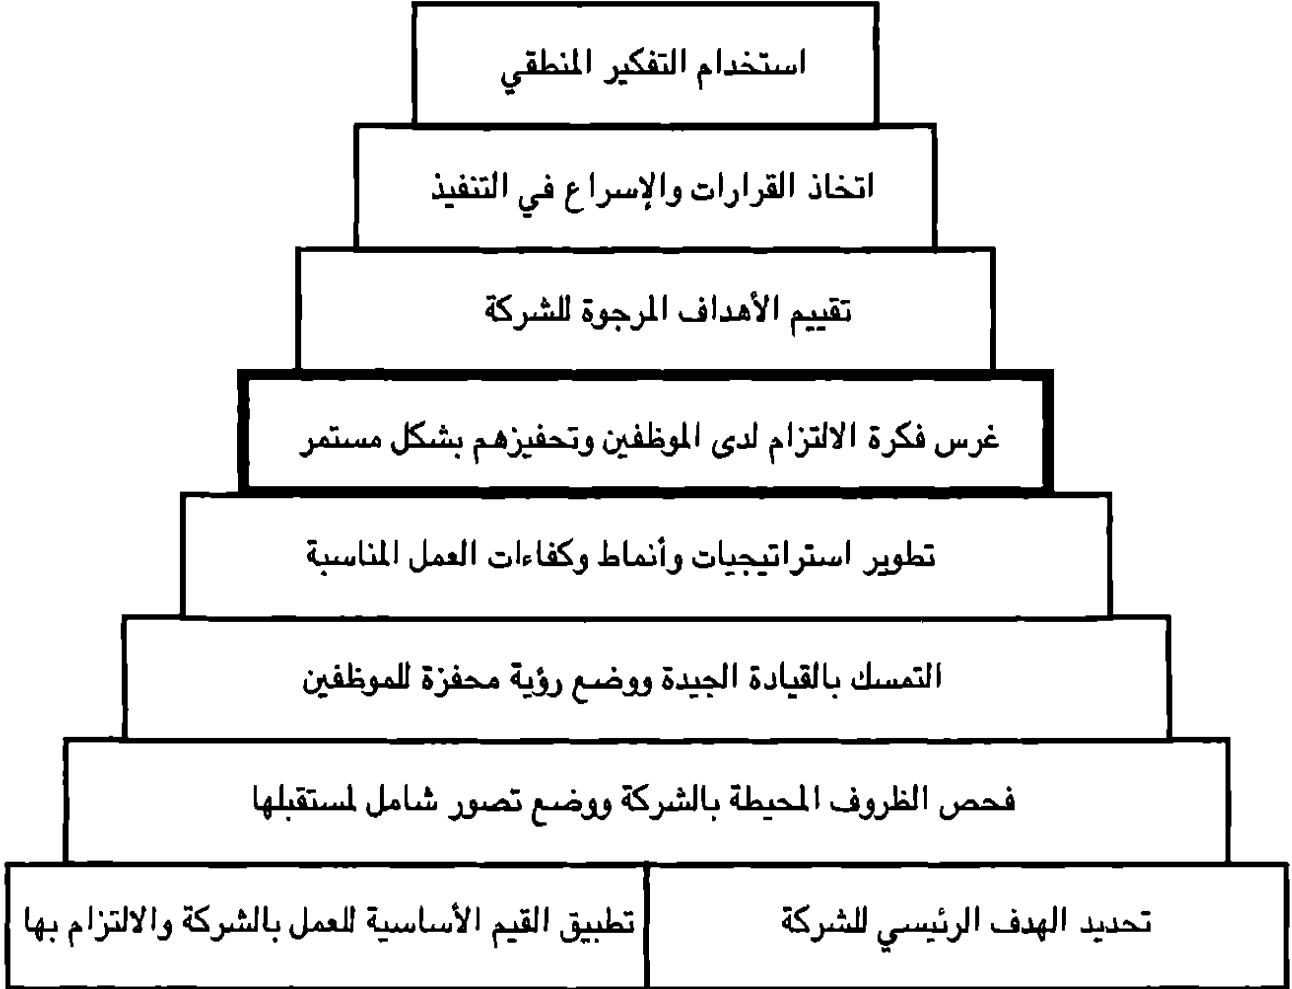 استخدام التفكير المنطقي
اتخاذ القرارات والإسراع في التنفيذ
تقييم الأهداف المرجوة للشركة
غرس فكرة الالتزام لدى الموظفين وتحفيزهم بشكل مستمر
تطوير استراتيجيات وأنماط وكفاءات العمل المناسبة
التمسك بالقيادة الجيدة ووضع رؤية محفزة للموظفين
فحص الظروف المحيطة بالشركة ووضع تصور شامل لمستقبلها
تحديد الهدف الرئيسي للشركة
تطبيق القيم الأساسية للعمل بالشركة والالتزام بها